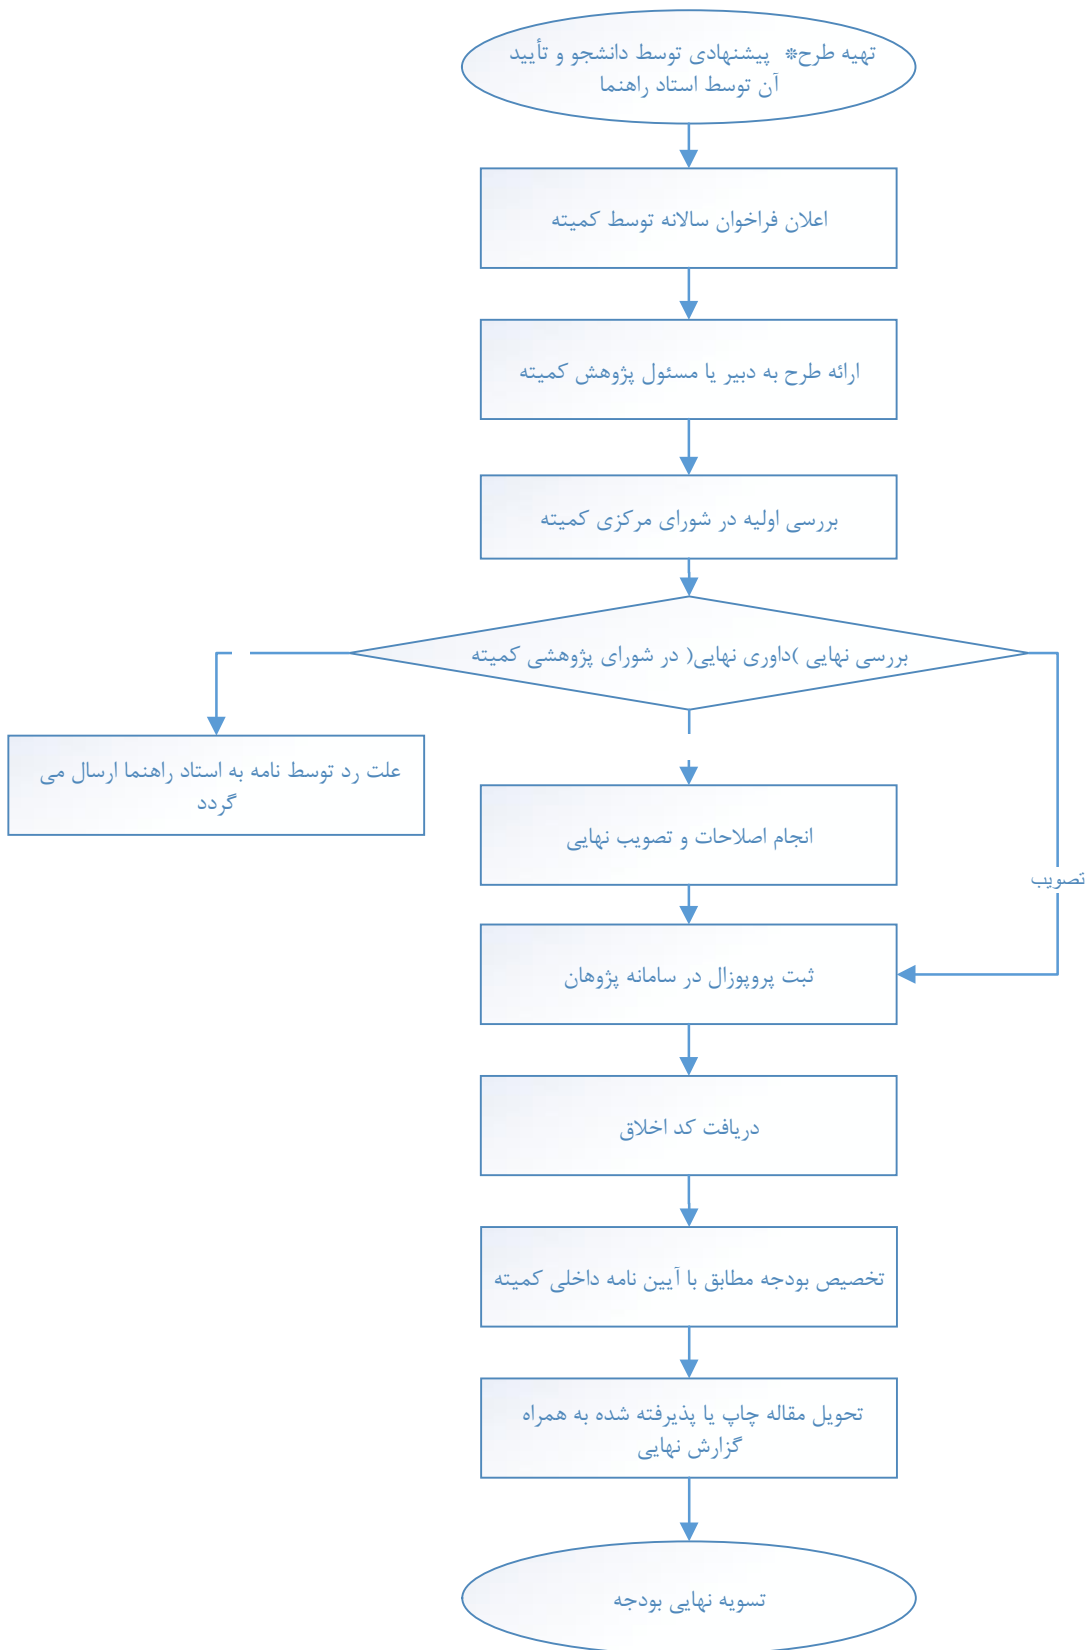 تهیه طرح* پیشنهادی توسط دانشجو و تأیید
آن توسط استاد راهنما
اعلان فراخوان سالانه توسط کمیته
ارائه طرح به دبیر یا مسئول پژوهش کمیته
بررسی اولیه در شورای مرکزی کمیته
بررسی نهایی )داوری نهایی( در شورای پژوهشی کمیته
علت رد توسط نامه به استاد راهنما ارسال می
گردد
انجام اصلاحات و تصویب نهایی
تصویب
ثبت پروپوزال در سامانه پژوهان
دریافت کد اخلاق
تخصیص بودجه مطابق با آیین نامه داخلی کمیته
تحویل مقاله چاپ یا پذیرفته شده به همراه
گزارش نهایی
تسویه نهایی بودجه